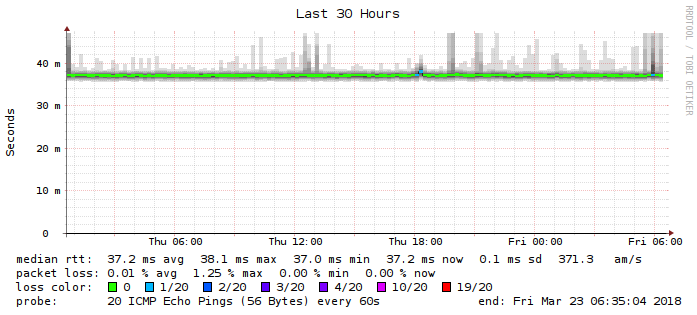 Last 30 Hours
RRDTOOL / TOBI OETIKER
Seconds
40 m
30 m
20 m
10 m
0
Thu 06:00 Thu 12:00 Thu 18:00 Fri 00:00 Fri 06:00
median rtt: 37.2 ms avg 38.1 ms max 37.0 ms min 37.2 ms now 0.1 ms sd 371.3 am/s
packet loss: 0.01 % avg 1.25 % max 0.00 % min 0.00 % now
loss color: 0 1/20 2/20 3/20 4/20 10/20 19/20
probe: 20 ICMP Echo Pings (56 Bytes) every 60s end: Fri Mar 23 06:35:04 2018